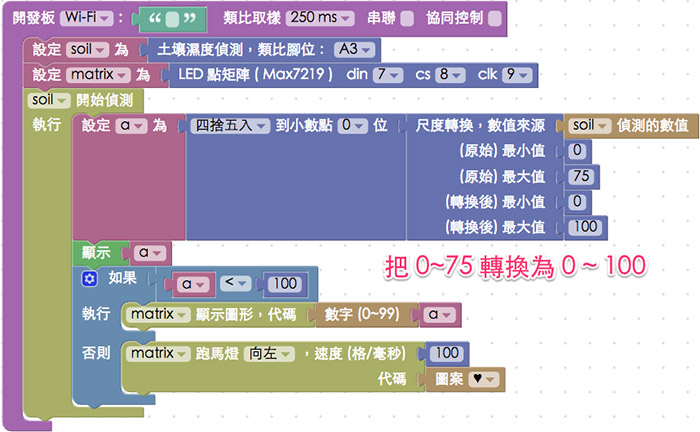 開發板 Wi-Fi : “ ” 類比取樣 250 ms 串聯 協同控制
設定 soil 為 土壤濕度偵測,類比腳位: A3
設定 matrix 為 LED 點矩陣 ( Max7219 ) din 7 cs 8 clk 9
soil 開始偵測
執行 設定 a 為 四捨五入 到小數點 0 位 尺度轉換,數值來源 soil 偵測的數值
(原始) 最小值 0
(原始) 最大值 75
(轉換後) 最小值 0
(轉換後) 最大值 100
顯示 a
把 0~75 轉換為 0 ~ 100
如果 a < 100
執行 matrix 顯示圖形,代碼 數字 (0~99) a
否則 matrix 跑馬燈 向左 ,速度 (格/毫秒) 100
代碼 圖案 ♥